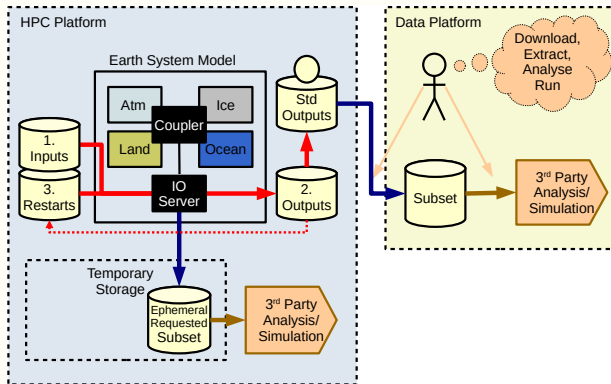 HPC Platform
Data Platform
Earth System Model
Atm
Ice
Coupler
Land
Ocean
IO
Server
1.
Inputs
3.
Restarts
Std
Outputs
2.
Outputs
Download,
Extract,
Analyse
Run
Subset
3rd Party
Analysis/
Simulation
Temporary
Storage
Ephemeral
Requested
Subset
3rd Party
Analysis/
Simulation